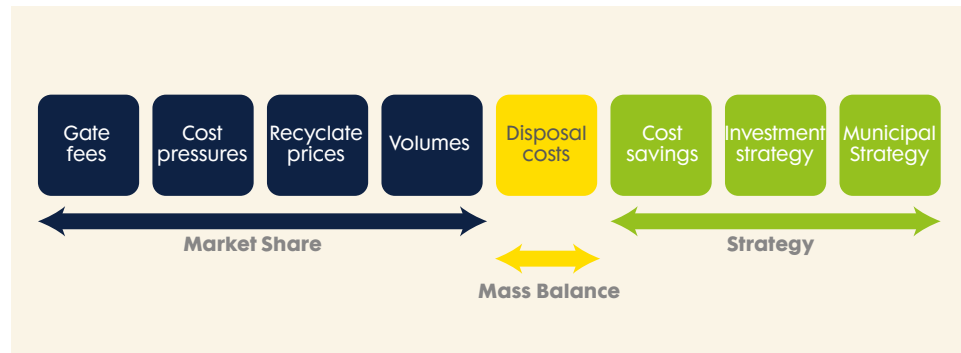 Gate
fees
Cost
pressures
Recyclate
prices
Volumes
Disposal
costs
Cost
savings
Investment
strategy
Municipal
Strategy
Market Share
Strategy
Mass Balance